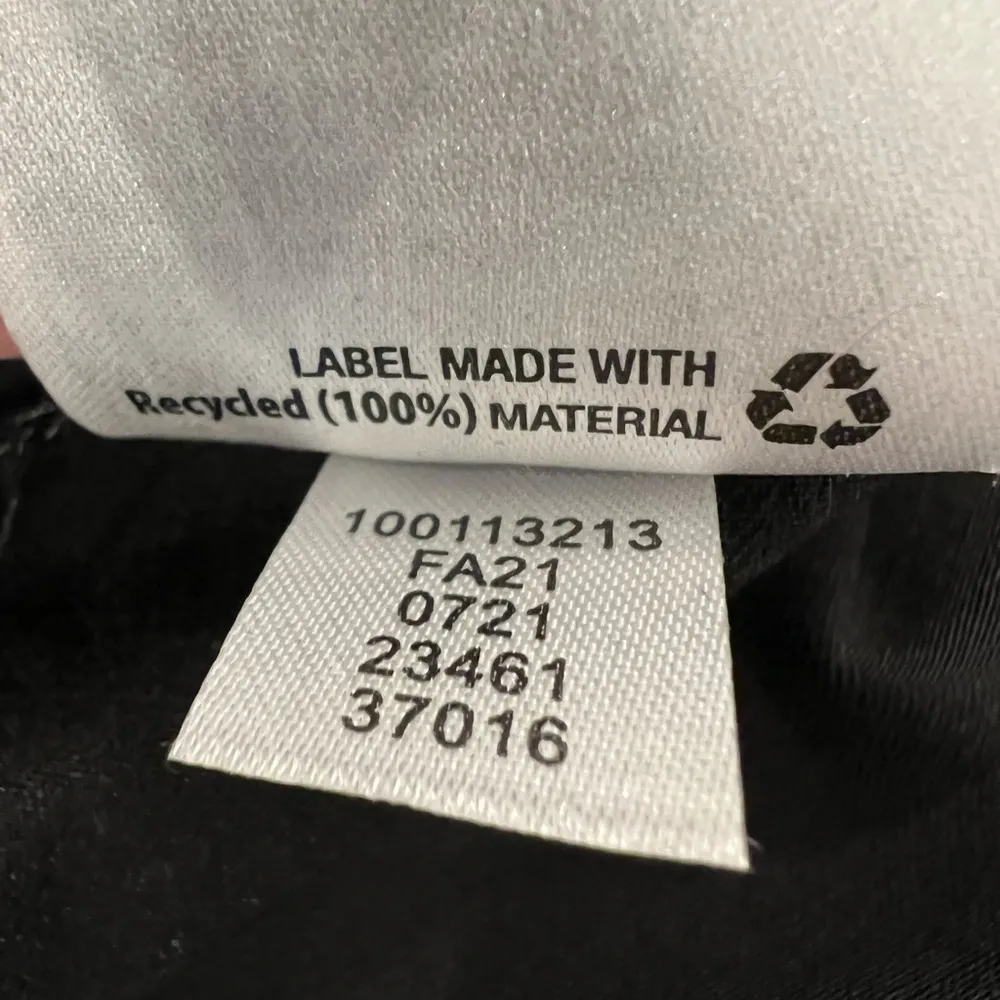 LABEL MADE WITH
Recycled (100%) MATERIAL
100113213
FA21
0721
23461
37016